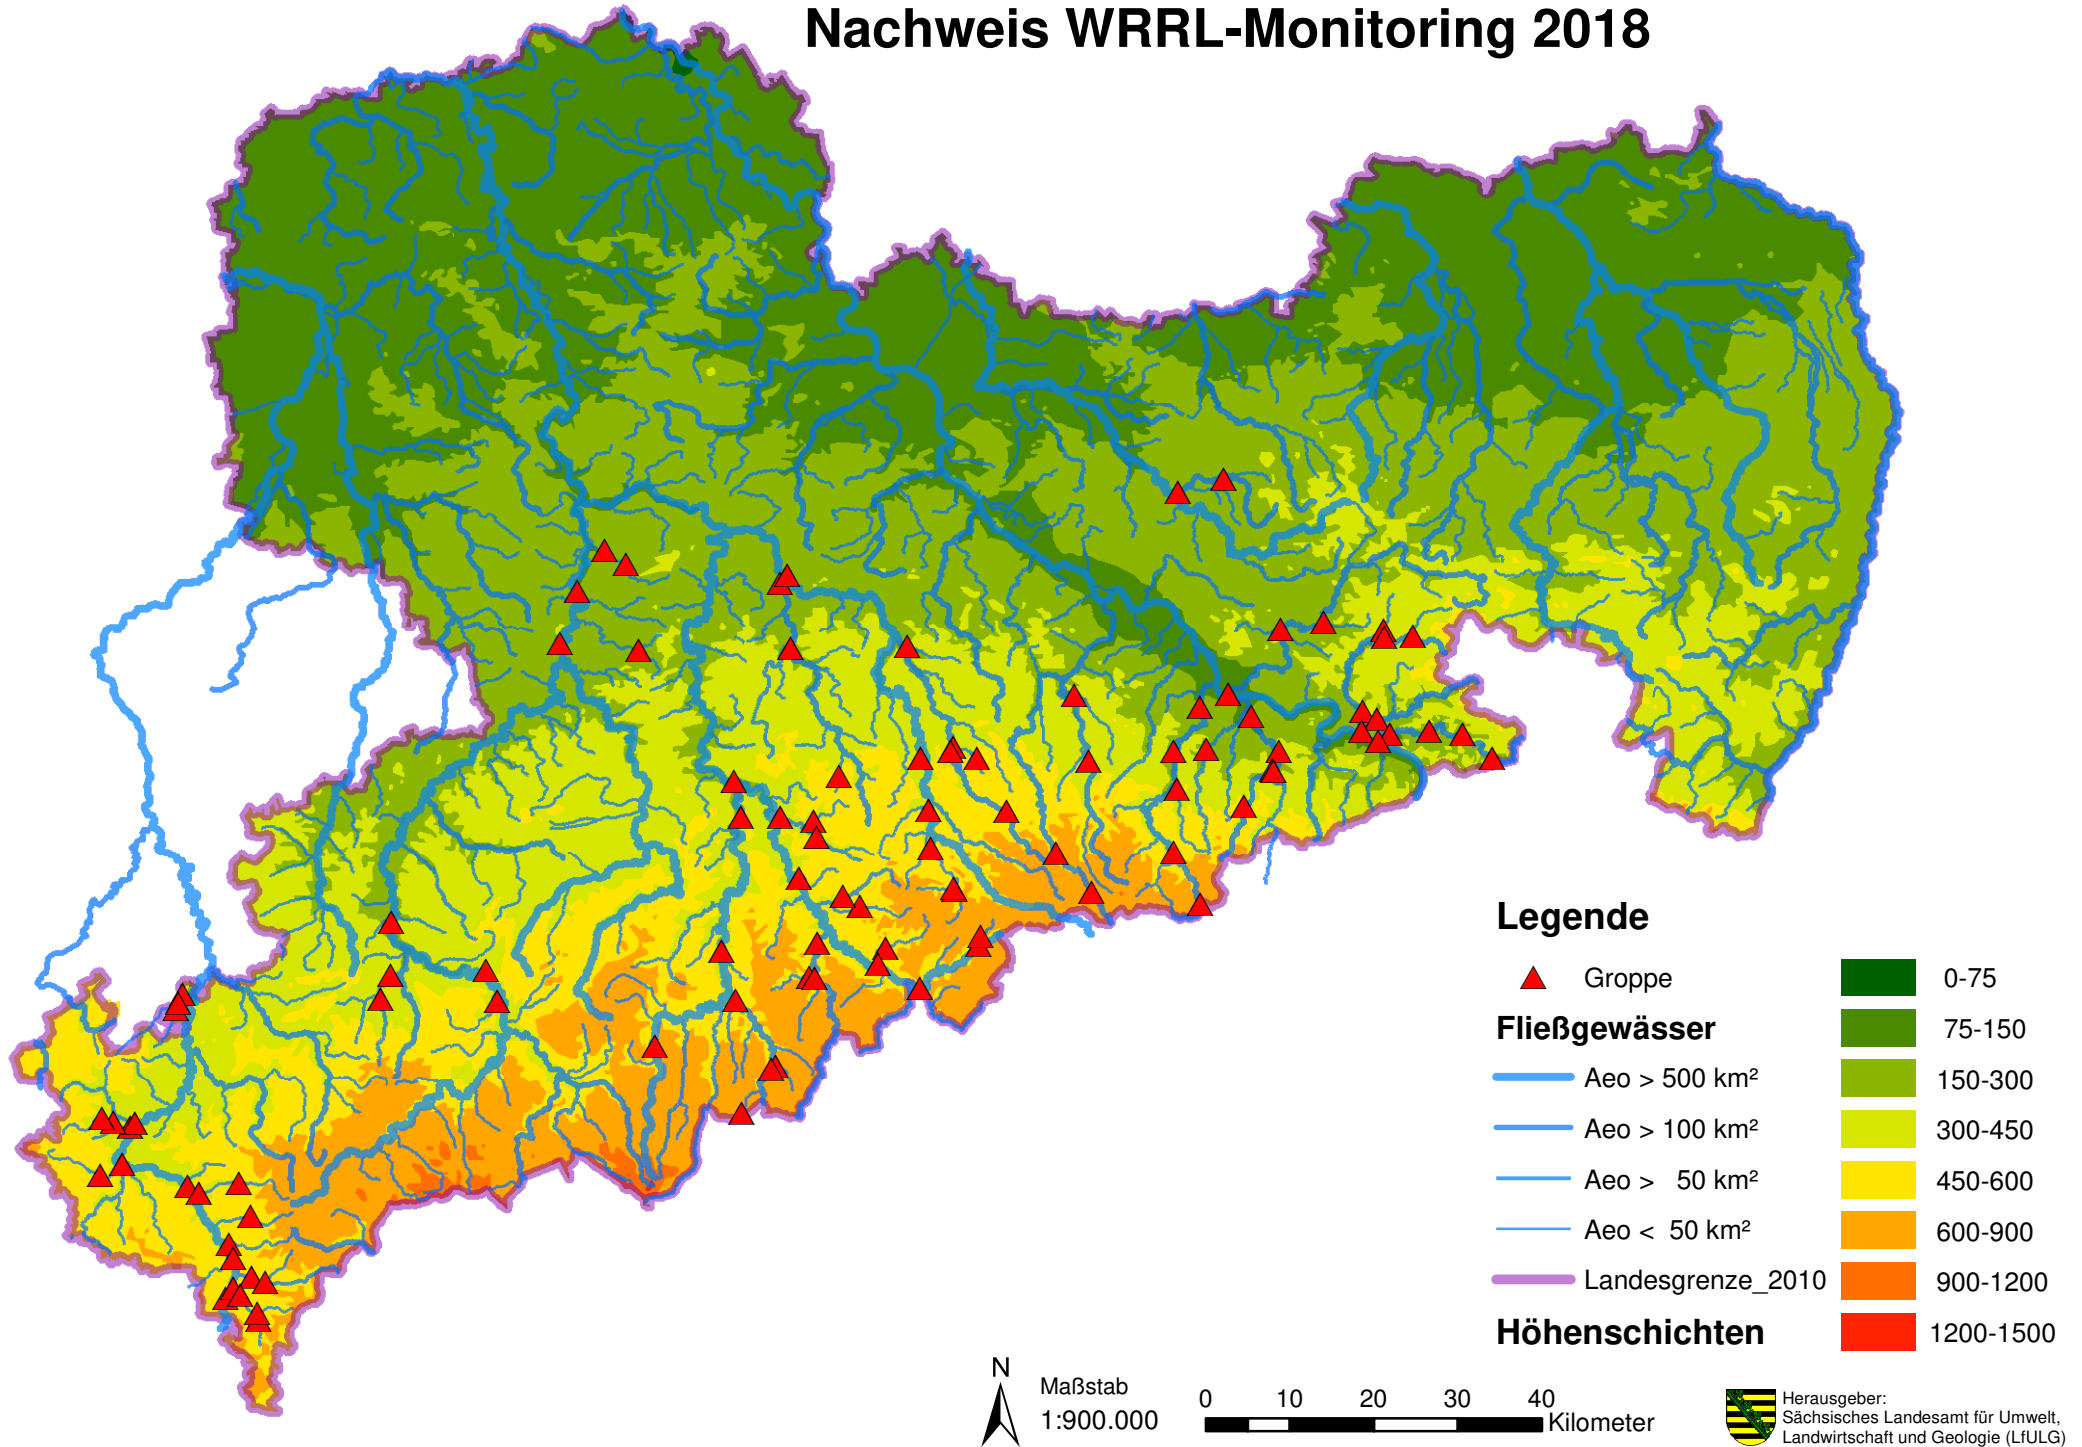 Nachweis WRRL-Monitoring 2018
Legende
Groppe
Fließgewässer
Aeo > 500 km²
Aeo > 100 km²
Aeo > 50 km²
Aeo < 50 km²
Landesgrenze_2010
Höhenschichten
0-75
75-150
150-300
300-450
450-600
600-900
900-1200
1200-1500
N
Maßstab
1:900.000
0 10 20 30 40
Kilometer
Herausgeber:
Sächsisches Landesamt für Umwelt,
Landwirtschaft und Geologie (LfULG)